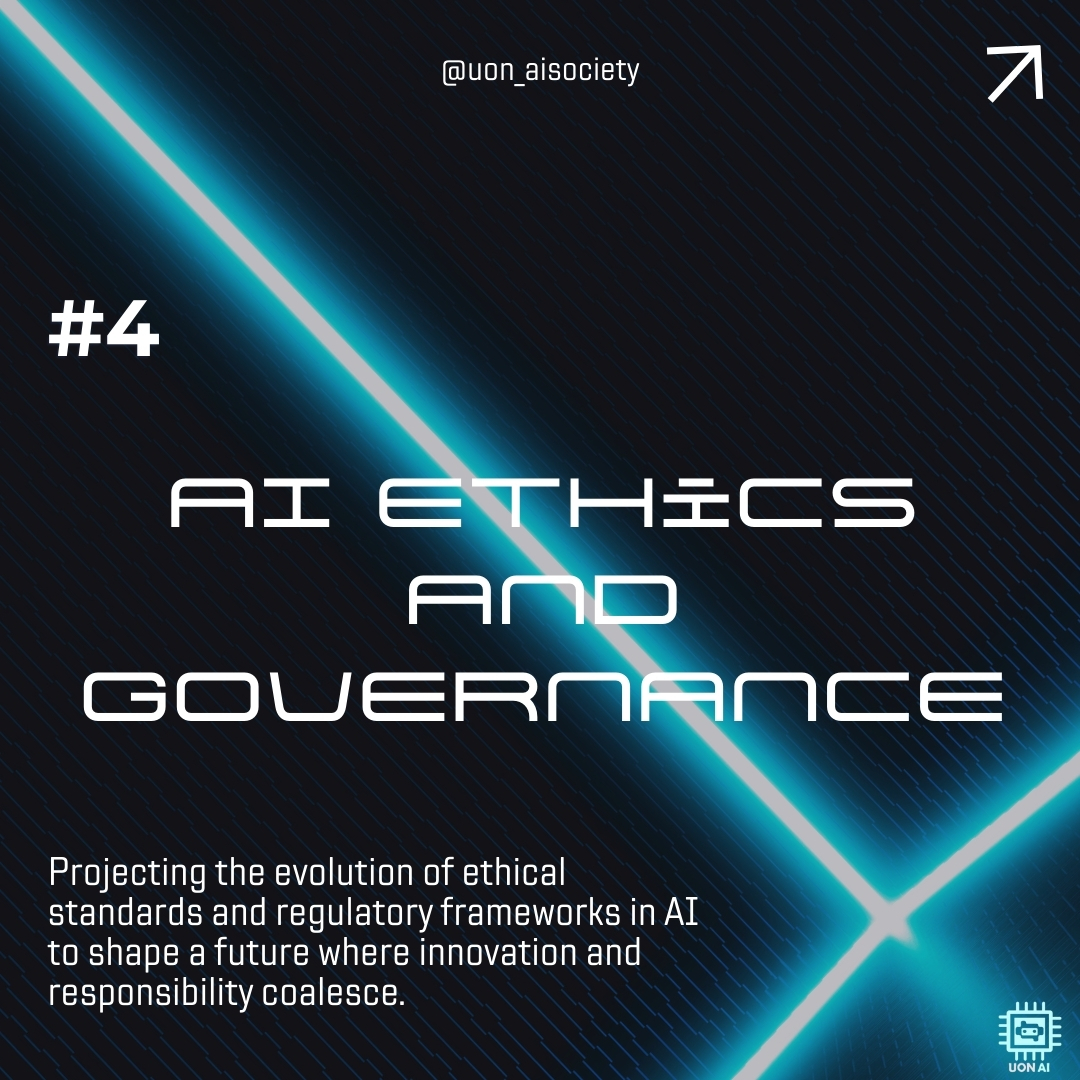 @uon_aisociety
#4
AI ETHICS
AND
GOVERNANCE
Projecting the evolution of ethical
standards and regulatory frameworks in AI
to shape a future where innovation and
responsibility coalesce.
UON AI